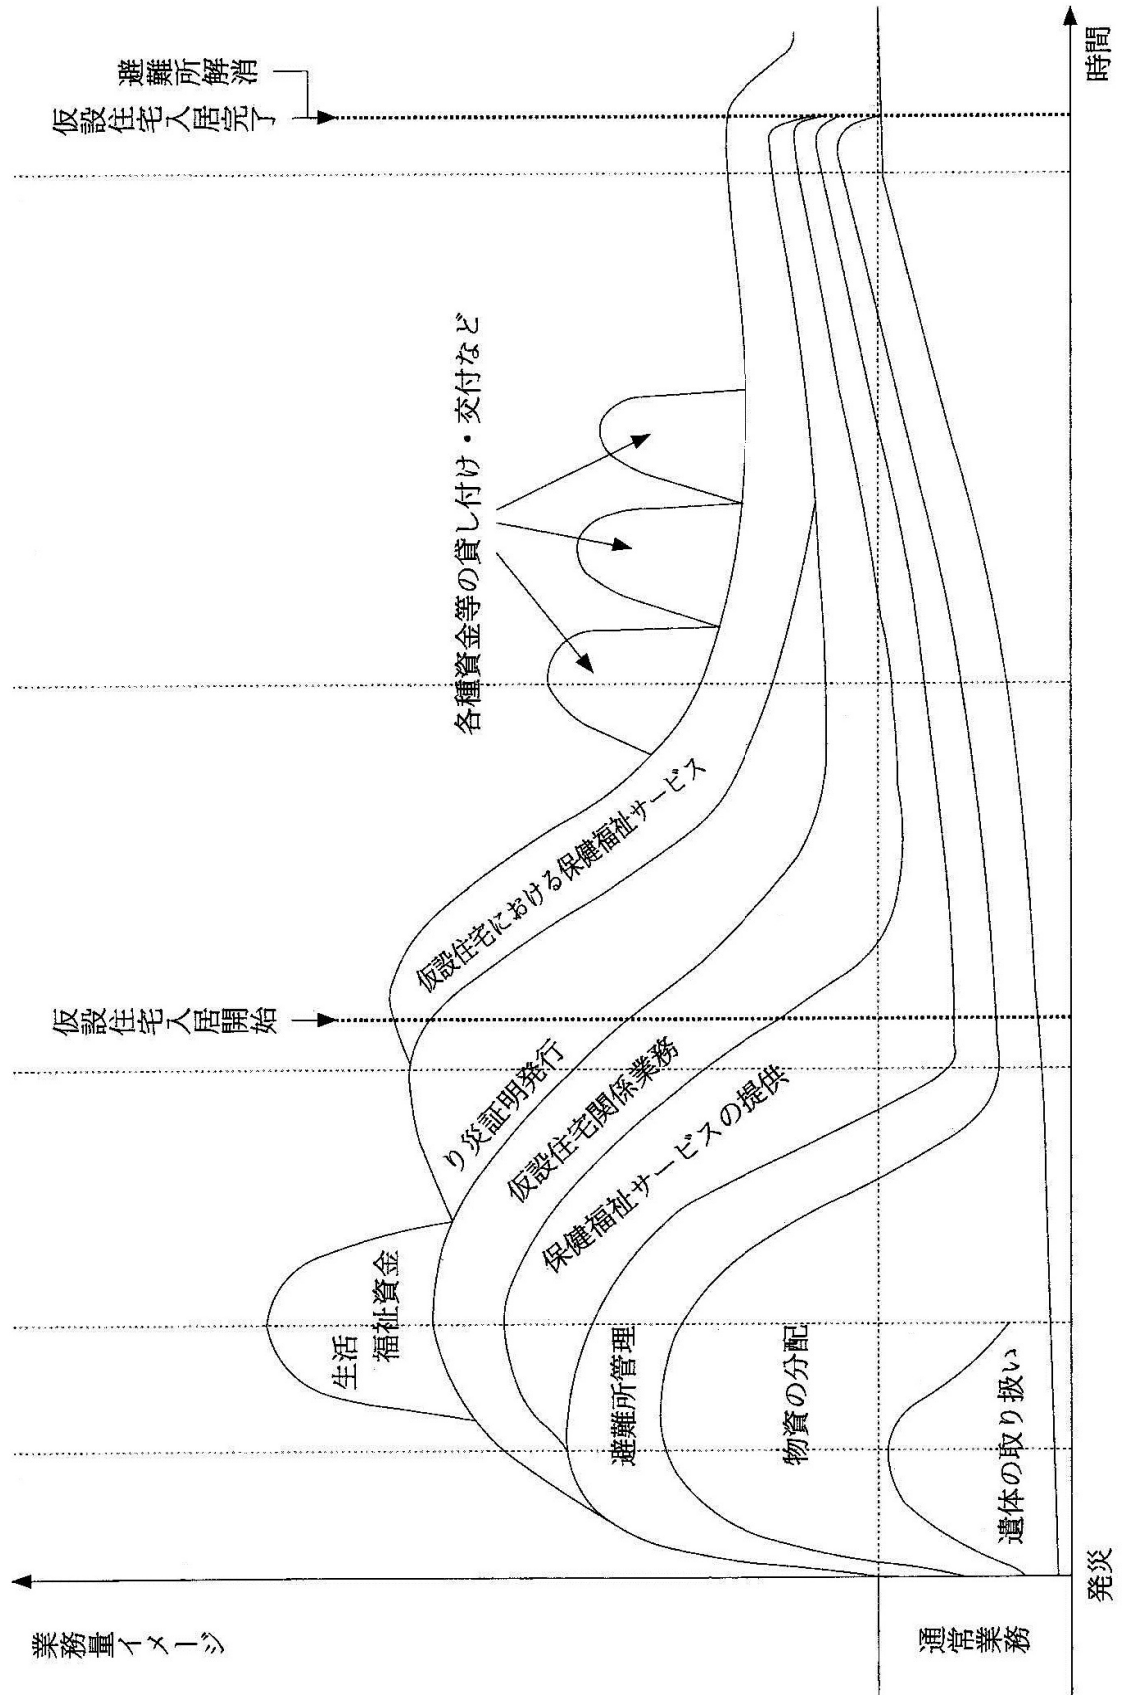 業務量イメージ
仮設住宅入居開始
仮設住宅入居完了
避難所解消
各種資金等の貸し付け・交付など
生活
福祉資金
り災証明発行
仮設住宅における保健福祉サービス
仮設住宅関係業務
保健福祉サービスの提供
避難所管理
物資の分配
遺体の取り扱い
通常業務
発災
時間